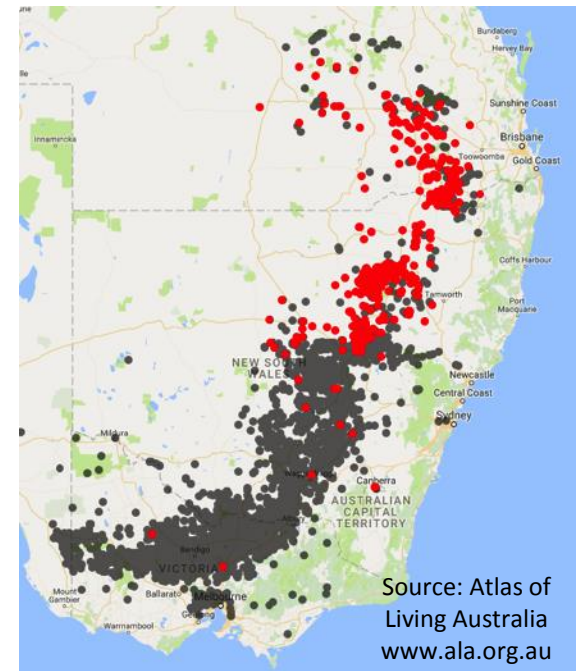 Bundaberg
Hervey Bay
Sunshine Coast
Innamincka
Brisbane
Toowoomba
Gold Coast
Coffs Harbour
Tamworth
Port
Macquarie
NEW SOUTH
WALES
Newcastle
Central Coast
Sydney
Mildura
Canberra
AUSTRALIAN
CAPITAL
TERRITORY
Albury
Bendigo
VICTORIA
Mount
Gambier
Ballarat
Melbourne
Geelong
Warrnambool
Source: Atlas of
Living Australia
www.ala.org.au